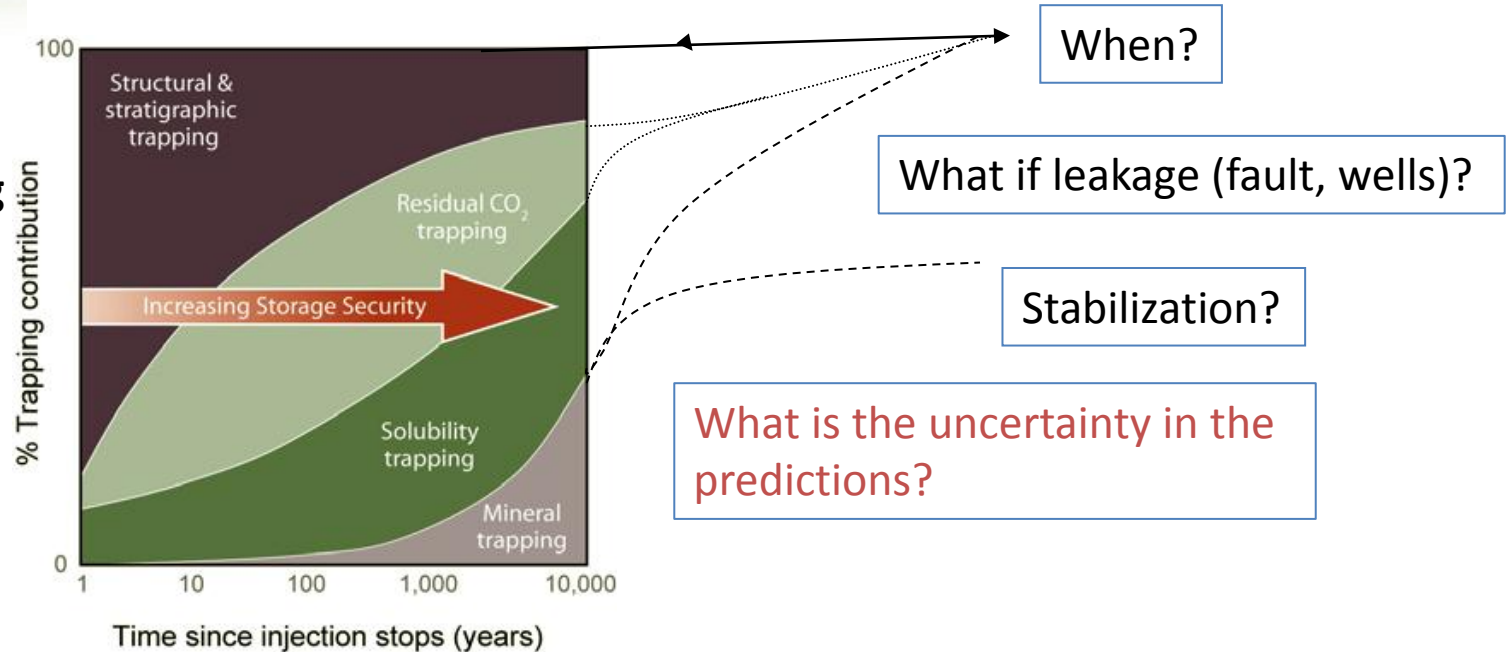 100
Structural &
stratigraphic
trapping
Residual CO₂
trapping
Increasing Storage Security
Solubility
trapping
Mineral
trapping
0
1 10 100 1,000 10,000
Time since injection stops (years)
% Trapping contribution
When?
What if leakage (fault, wells)?
Stabilization?
What is the uncertainty in the
predictions?